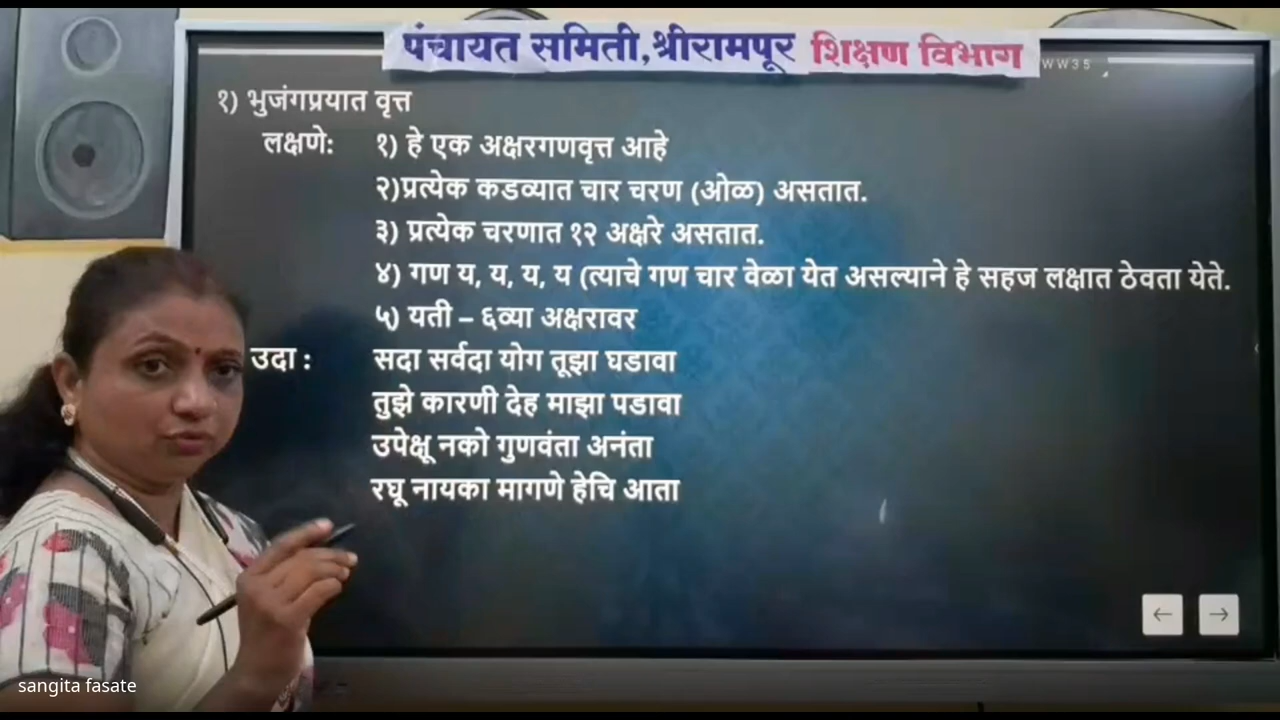 पंचायत समिती,श्रीरामपूर शिक्षण विभाग
WW35
१) भुजंगप्रयात वृत्त
लक्षणे: १) हे एक अक्षरगणवृत्त आहे
२)प्रत्येक कडव्यात चार चरण (ओळ) असतात.
३) प्रत्येक चरणात १२ अक्षरे असतात.
४) गण य, य, य, य (त्याचे गण चार वेळा येत असल्याने हे सहज लक्षात ठेवता येते.
५) यती – ६व्या अक्षरावर
उदा : सदा सर्वदा योग तूझा घडावा
तुझे कारणी देह माझा पडावा
उपेक्षू नको गुणवंता अनंता
रघू नायका मागणे हेचि आता
sangita fasate